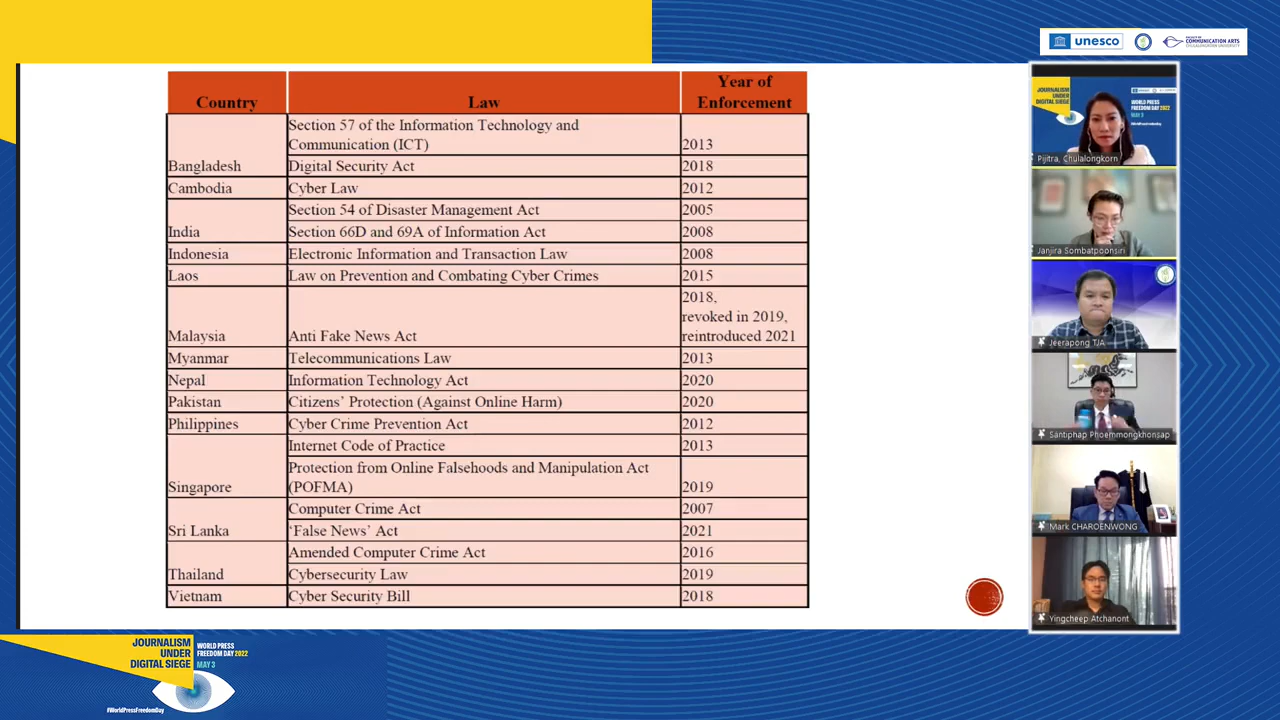 unesco
COMMUNICATION ARTS
CHULALONGKORN UNIVERSITY
Country Law Year of Enforcement
Bangladesh Section 57 of the Information Technology and Communication (ICT) 2013
Digital Security Act 2018
Cambodia Cyber Law 2012
India Section 54 of Disaster Management Act 2005
Section 66D and 69A of Information Act 2008
Indonesia Electronic Information and Transaction Law 2008
Laos Law on Prevention and Combating Cyber Crimes 2015
Malaysia Anti Fake News Act 2018, revoked in 2019, reintroduced 2021
Myanmar Telecommunications Law 2013
Nepal Information Technology Act 2020
Pakistan Citizens' Protection (Against Online Harm) 2020
Philippines Cyber Crime Prevention Act 2012
Singapore Internet Code of Practice 2013
Protection from Online Falsehoods and Manipulation Act (POFMA) 2019
Sri Lanka Computer Crime Act 2007
‘False News’ Act 2021
Thailand Amended Computer Crime Act 2016
Cybersecurity Law 2019
Vietnam Cyber Security Bill 2018
JOURNALISM
UNDER
DIGITAL SIEGE
WORLD PRESS
FREEDOM DAY 2022
MAY 3
#WorldPressFreedomDay
Pijitra, Chulalongkorn
Janjira Sombatpoonsiri
Jeerapong TJA
Santiphap Phoemmongkhonsap
Mark CHAROENWONG
Yingcheep Atchanont
JOURNALISM
UNDER
DIGITAL SIEGE
WORLD PRESS
FREEDOM DAY 2022
MAY 3
#WorldPressFreedomDay